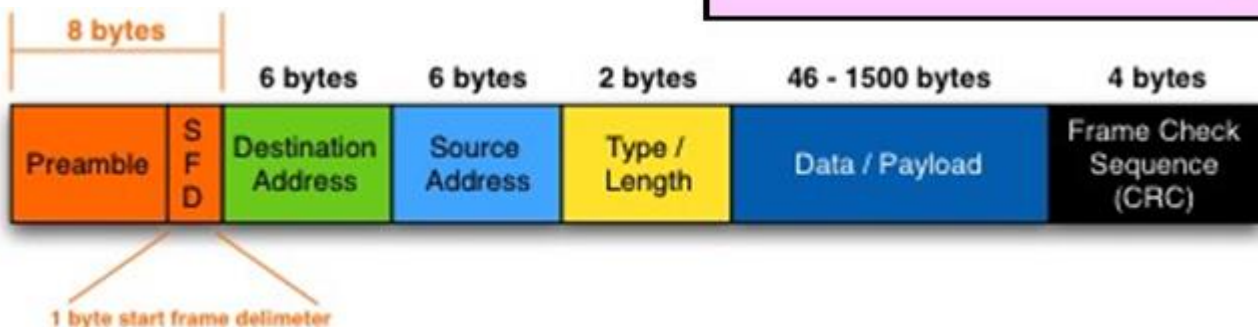 8 bytes
6 bytes 6 bytes 2 bytes 46 - 1500 bytes 4 bytes
Preamble
S
F
D
Destination
Address
Source
Address
Type /
Length
Data / Payload
Frame Check
Sequence
(CRC)
1 byte start frame delimeter